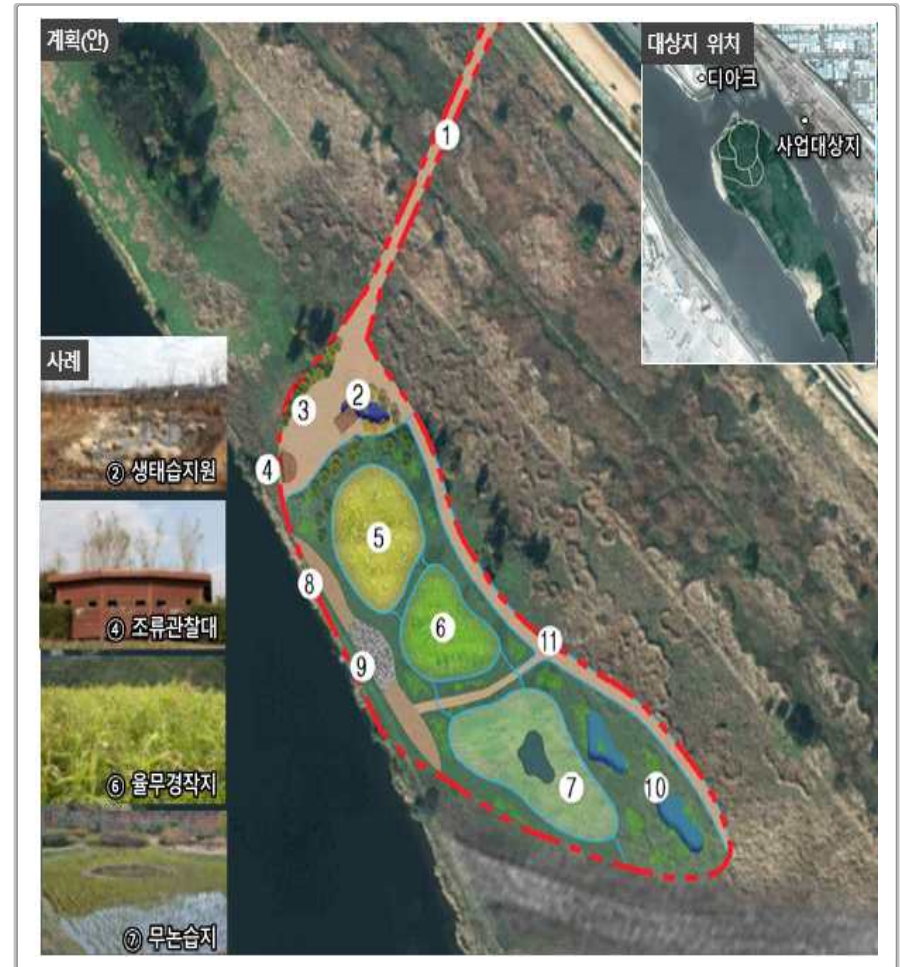 계획(안)
대상지 위치
디아크
사업대상지
1
2
3
4
5
6
7
8
9
10
11
사례
② 생태습지원
④ 조류관찰대
⑥ 율무경작지
⑦ 무논습지